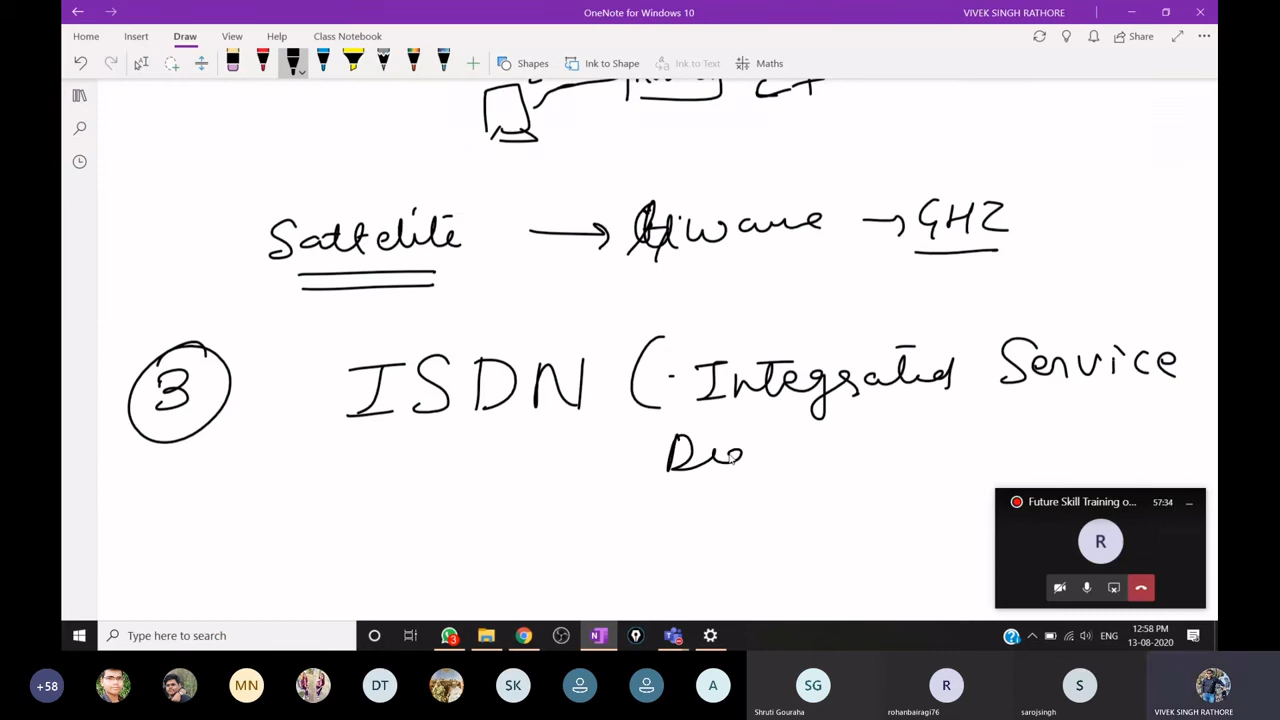 OneNote for Windows 10
VIVEK SINGH RATHORE
Home Insert Draw View Help Class Notebook
Share
Shapes Ink to Shape Ink to Text Maths
Sattelite → Hiwave → GHZ
3 ISDN ( Integrated Service
Future Skill Training o... 57:34
R
Type here to search
3
ENG
12:58 PM
13-08-2020
+58 MN DT SK A SG R S
Shruti Gouraha rohanbairagi76 sarojsingh VIVEK SINGH RATHORE